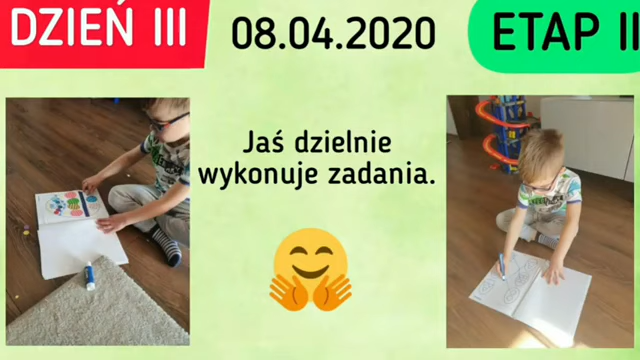 DZIEŃ III
08.04.2020
ETAP II
Jaś dzielnie
wykonuje zadania.